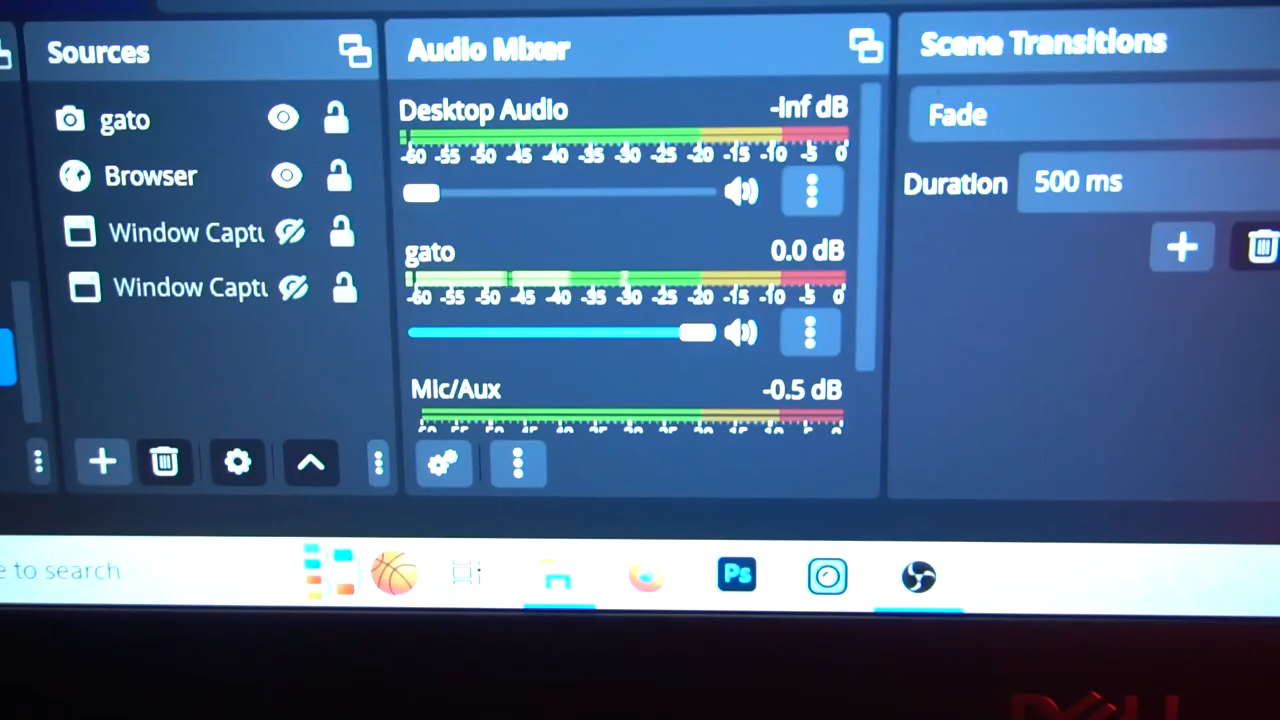 Sources
gato
Browser
Window Captu
Window Captu
Audio Mixer
Desktop Audio -inf dB
-60 -55 -50 -45 -40 -35 -30 -25 -20 -15 -10 -5 0
gato 0.0 dB
-60 -55 -50 -45 -40 -35 -30 -25 -20 -15 -10 -5 0
Mic/Aux -0.5 dB
Scene Transitions
Fade
Duration 500 ms
e to search
Ps
DELL